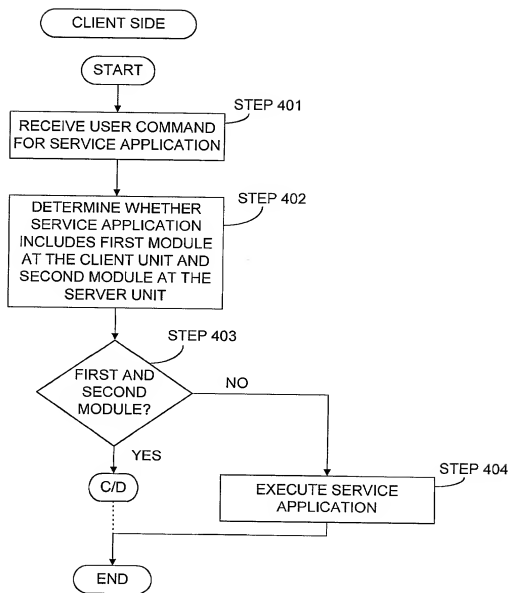 CLIENT SIDE
START
STEP 401
RECEIVE USER COMMAND
FOR SERVICE APPLICATION
STEP 402
DETERMINE WHETHER
SERVICE APPLICATION
INCLUDES FIRST MODULE
AT THE CLIENT UNIT AND
SECOND MODULE AT THE
SERVER UNIT
STEP 403
FIRST AND
SECOND
MODULE?
NO
YES
C/D
STEP 404
EXECUTE SERVICE
APPLICATION
END